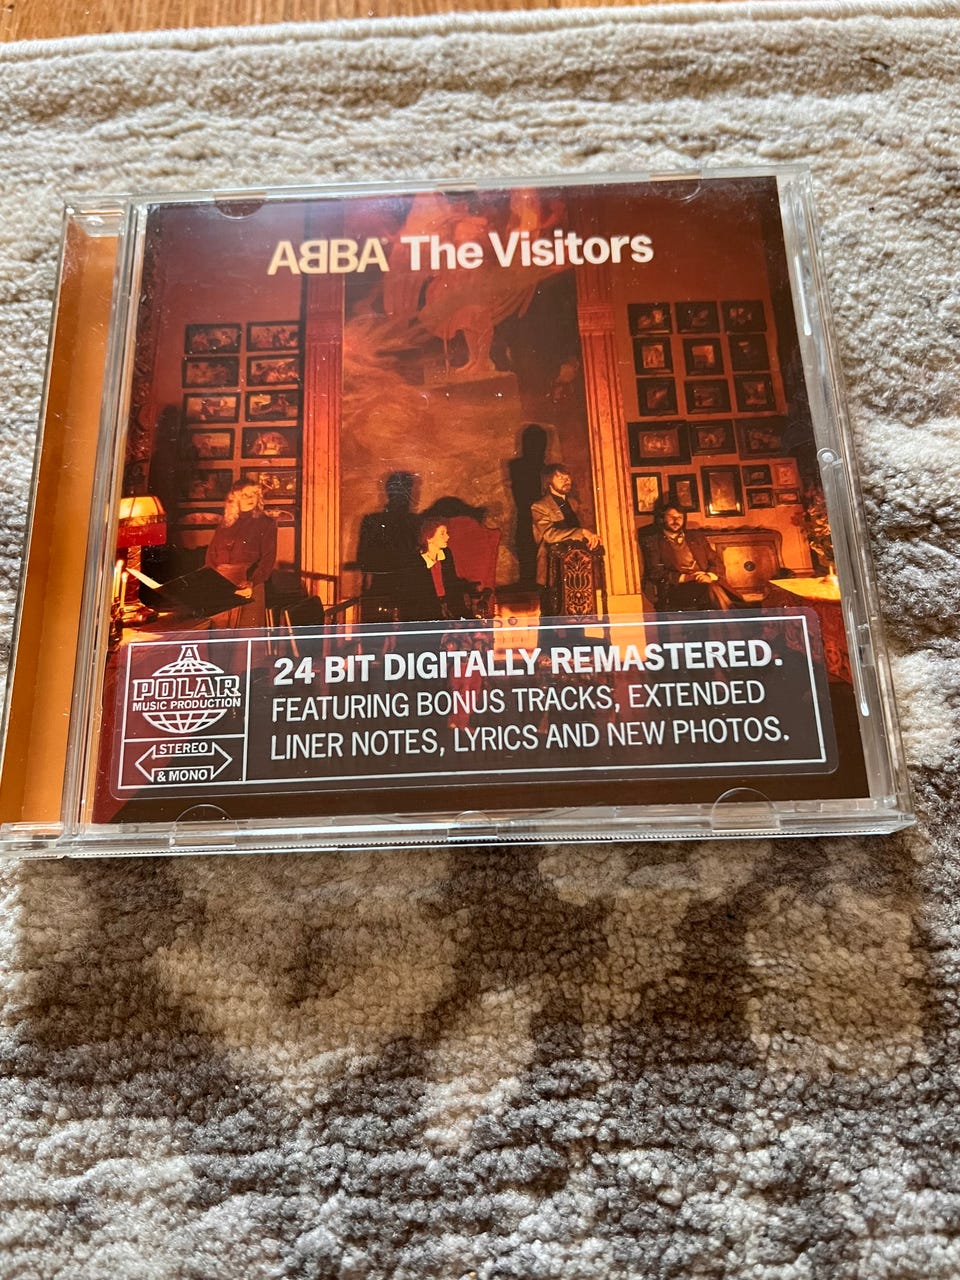 ABBA® The Visitors
A
POLAR
MUSIC PRODUCTION
STEREO
& MONO
24 BIT DIGITALLY REMASTERED.
FEATURING BONUS TRACKS, EXTENDED
LINER NOTES, LYRICS AND NEW PHOTOS.